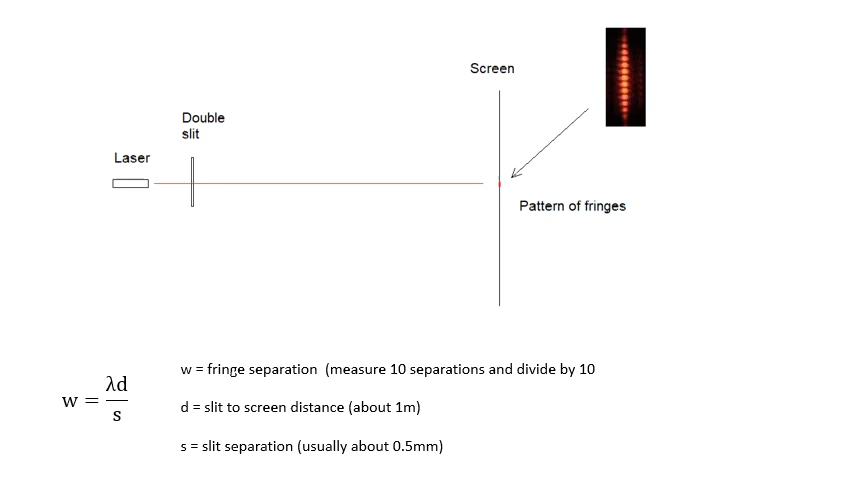 Screen
Double
slit
Laser
Pattern of fringes
w = fringe separation  (measure 10 separations and divide by 10
w = λd/s
d = slit to screen distance (about 1m)
s = slit separation (usually about 0.5mm)